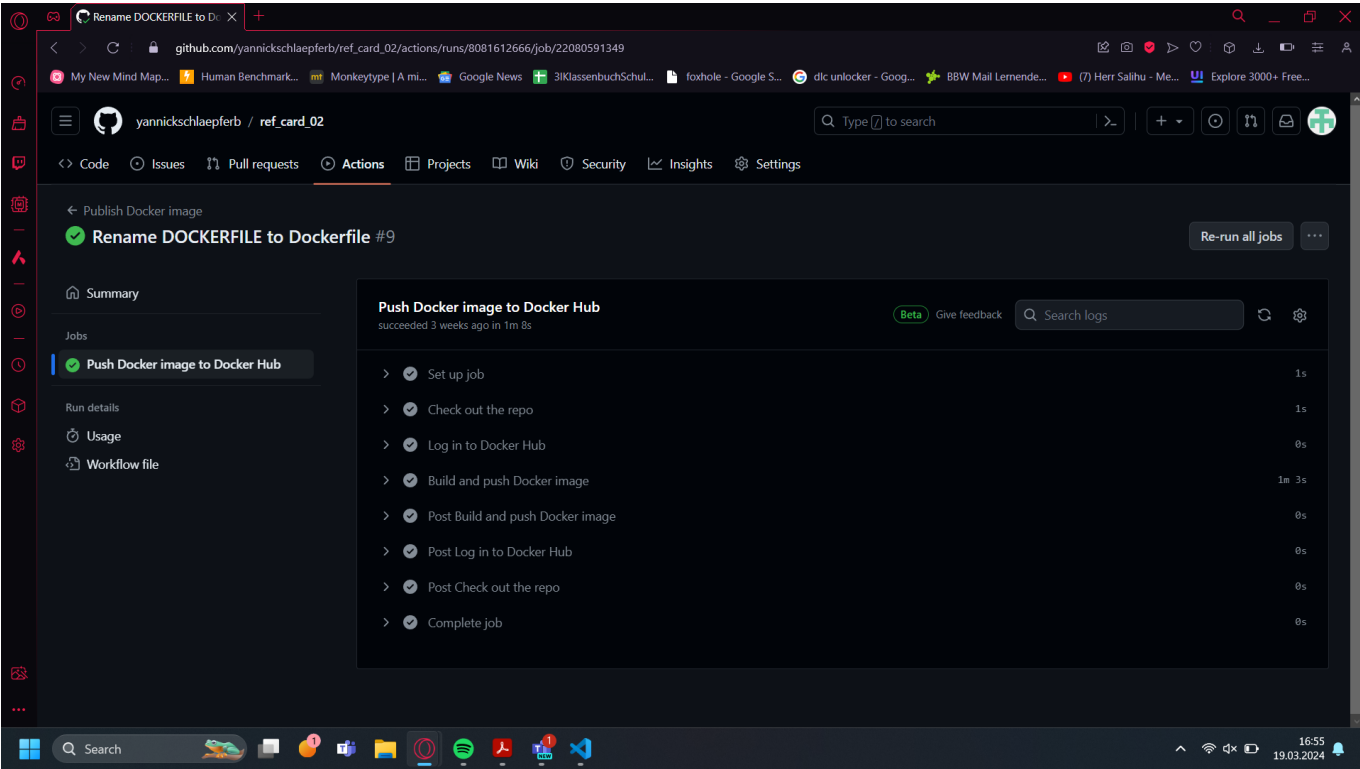 Rename DOCKERFILE to Do
github.com/yannickschlaepferb/ref_card_02/actions/runs/8081612666/job/22080591349
My New Mind Map... Human Benchmark... mt Monkeytype | A mi... Google News 3IKlassenbuchSchul... foxhole - Google S... dlc unlocker - Goog... BBW Mail Lernende... (7) Herr Salihu - Me... UI Explore 3000+ Free...
yannickschlaepferb / ref_card_02 Type / to search
Code Issues Pull requests Actions Projects Wiki Security Insights Settings
Publish Docker image
Rename DOCKERFILE to Dockerfile #9 Re-run all jobs
Summary
Jobs
Push Docker image to Docker Hub
Run details
Usage
Workflow file
Push Docker image to Docker Hub Beta Give feedback Search logs
succeeded 3 weeks ago in 1m 8s
Set up job 1s
Check out the repo 1s
Log in to Docker Hub 0s
Build and push Docker image 1m 3s
Post Build and push Docker image 0s
Post Log in to Docker Hub 0s
Post Check out the repo 0s
Complete job 0s
Search 1 1 NEW 16:55
19.03.2024